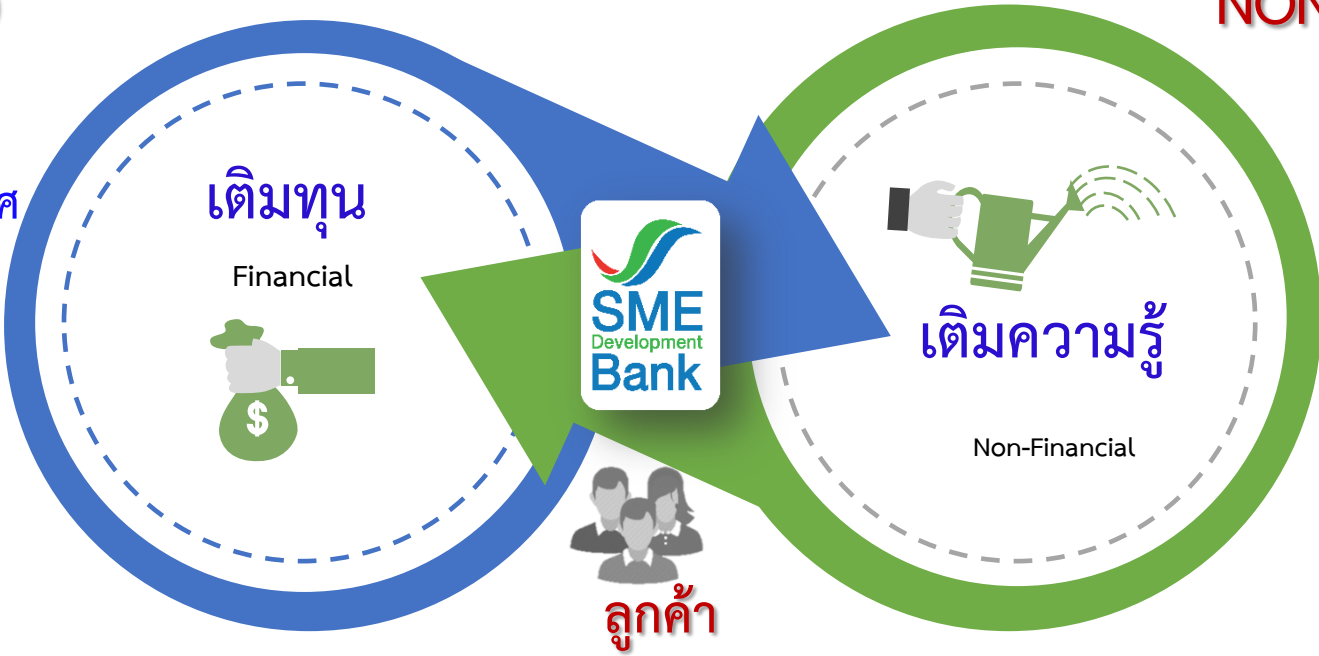 เติมทุน
Financial
$
SME
Development
Bank
เติมความรู้
Non-Financial
ลูกค้า